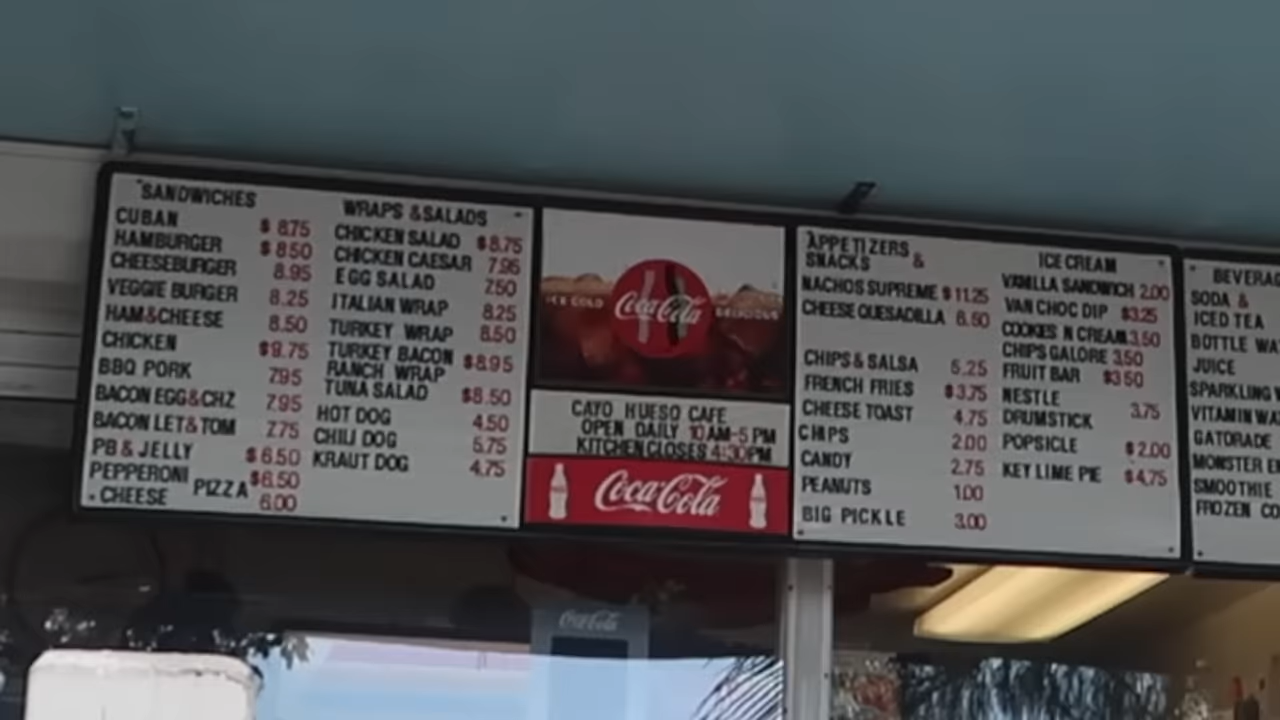 SANDWICHES
CUBAN $ 8.75
HAMBURGER $ 8.50
CHEESEBURGER 8.95
VEGGIE BURGER 8.25
HAM&CHEESE 8.50
CHICKEN $9.75
BBQ PORK 7.95
BACON EGG&CHZ 7.95
BACON LET&TOM 7.75
PB & JELLY $6.50
PEPPERONI PIZZA $6.50
CHEESE 6.00
WRAPS & SALADS
CHICKEN SALAD $8.75
CHICKEN CAESAR 7.95
EGG SALAD 7.50
ITALIAN WRAP 8.25
TURKEY WRAP 8.50
TURKEY BACON
RANCH WRAP $8.95
TUNA SALAD $8.50
HOT DOG 4.50
CHILI DOG 5.75
KRAUT DOG 4.75
ICE COLD Coca-Cola DELICIOUS
CAYO HUESO CAFE
OPEN DAILY 10 AM-5 PM
KITCHEN CLOSES 4:30PM
Coca-Cola
APPETIZERS &
SNACKS
NACHOS SUPREME $ 11.25
CHEESE QUESADILLA 8.50
CHIPS & SALSA 5.25
FRENCH FRIES $3.75
CHEESE TOAST 4.75
CHIPS 2.00
CANDY 2.75
PEANUTS 1.00
BIG PICKLE 3.00
ICE CREAM
VANILLA SANDWICH 2.00
VAN CHOC DIP $3.25
COOKIES N CREAM 3.50
CHIPS GALORE 3.50
FRUIT BAR $3.50
NESTLE
DRUMSTICK 3.75
POPSICLE $2.00
KEY LIME PIE $4.75
BEVERAG
SODA &
ICED TEA
BOTTLE WA
JUICE
SPARKLING W
VITAMIN WA
GATORADE
MONSTER EN
SMOOTHIE
FROZEN CO
Coca-Cola